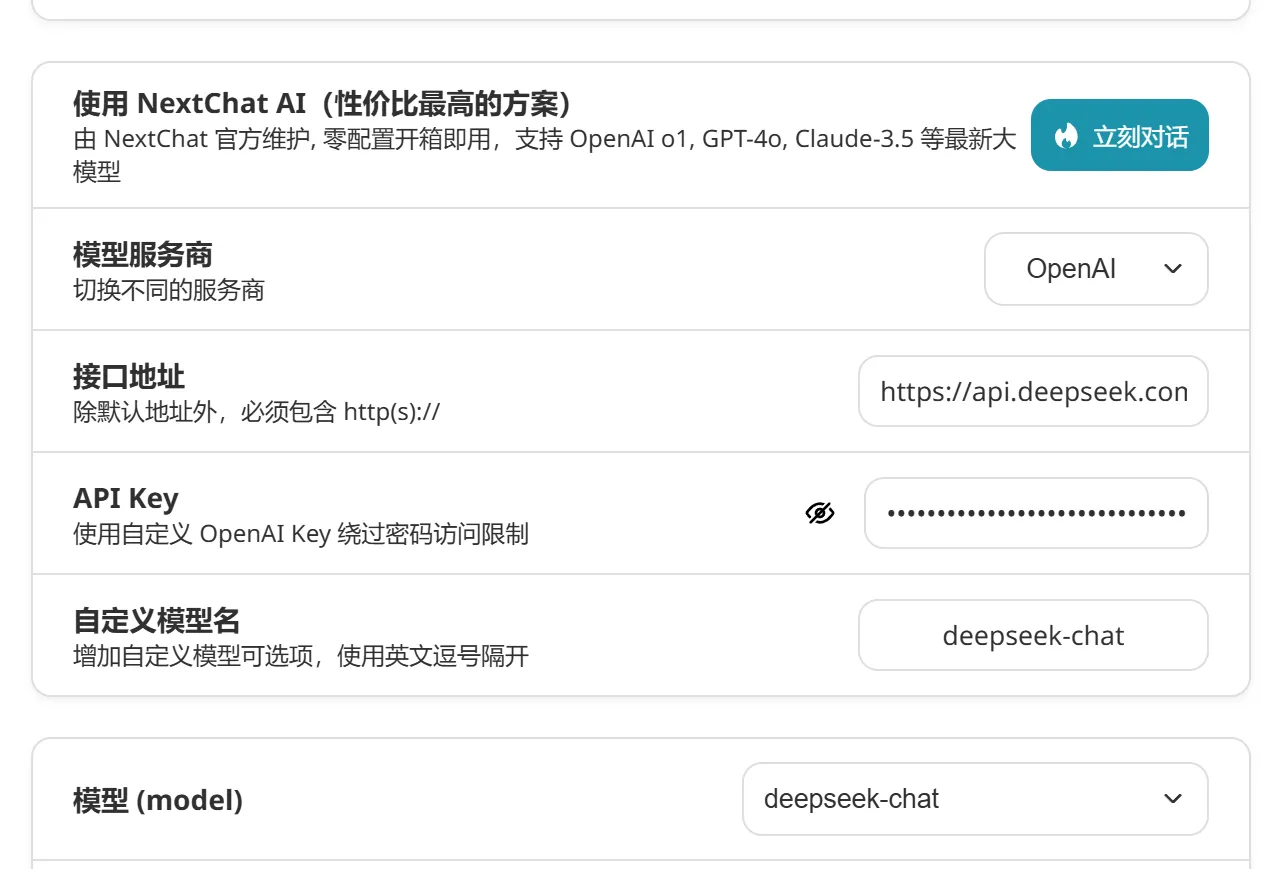 使用 NextChat AI（性价比最高的方案）
由 NextChat 官方维护, 零配置开箱即用，支持 OpenAI o1, GPT-4o, Claude-3.5 等最新大
模型
立刻对话
模型服务商
切换不同的服务商
OpenAI
接口地址
除默认地址外，必须包含 http(s)://
https://api.deepseek.con
API Key
使用自定义 OpenAI Key 绕过密码访问限制
••••••••••••••••••••••••••••••
自定义模型名
增加自定义模型可选项，使用英文逗号隔开
deepseek-chat
模型 (model)
deepseek-chat